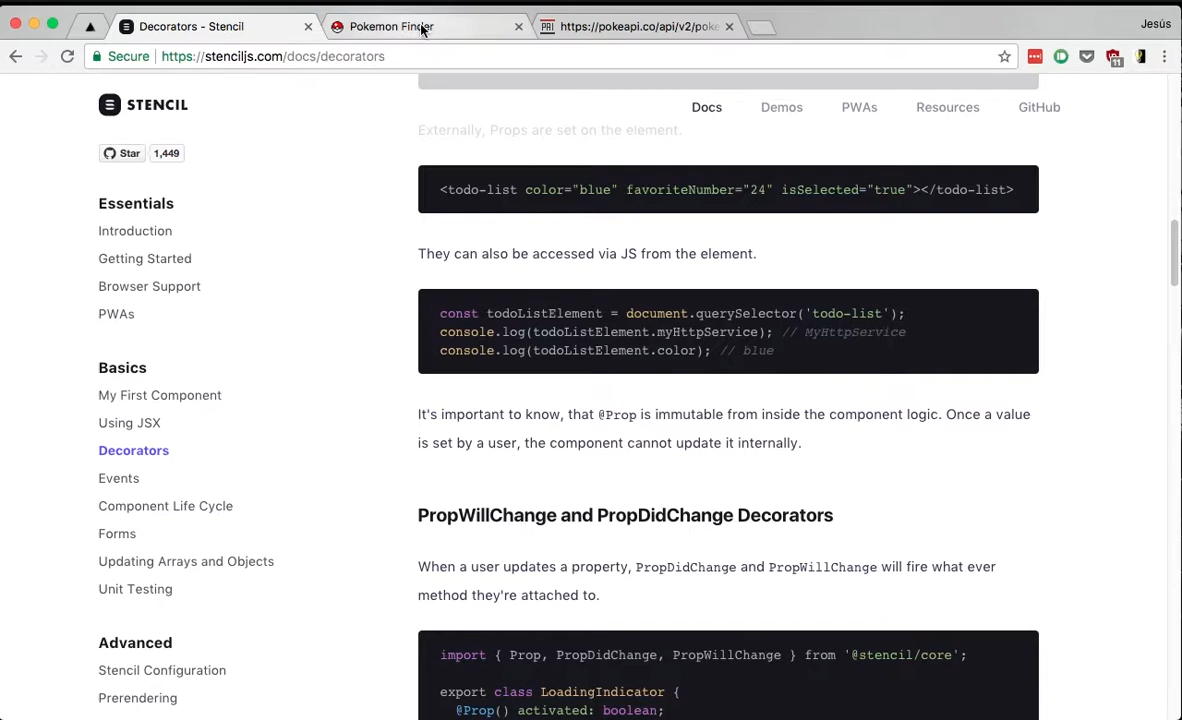 Decorators - Stencil
Pokemon Finder
https://pokeapi.co/api/v2/poke
Jesús
Secure
https://stenciljs.com/docs/decorators
11
STENCIL
Docs
Demos
PWAs
Resources
GitHub
Star
1,449
Essentials
Introduction
Getting Started
Browser Support
PWAs
Basics
My First Component
Using JSX
Decorators
Events
Component Life Cycle
Forms
Updating Arrays and Objects
Unit Testing
Advanced
Stencil Configuration
Prerendering
Externally, Props are set on the element.
<todo-list color="blue" favoriteNumber="24" isSelected="true"></todo-list>
They can also be accessed via JS from the element.
const todoListElement = document.querySelector('todo-list');
console.log(todoListElement.myHttpService); // MyHttpService
console.log(todoListElement.color); // blue
It's important to know, that @Prop is immutable from inside the component logic. Once a value
is set by a user, the component cannot update it internally.
PropWillChange and PropDidChange Decorators
When a user updates a property, PropDidChange and PropWillChange will fire what ever
method they're attached to.
import { Prop, PropDidChange, PropWillChange } from '@stencil/core';
export class LoadingIndicator {
@Prop() activated: boolean;